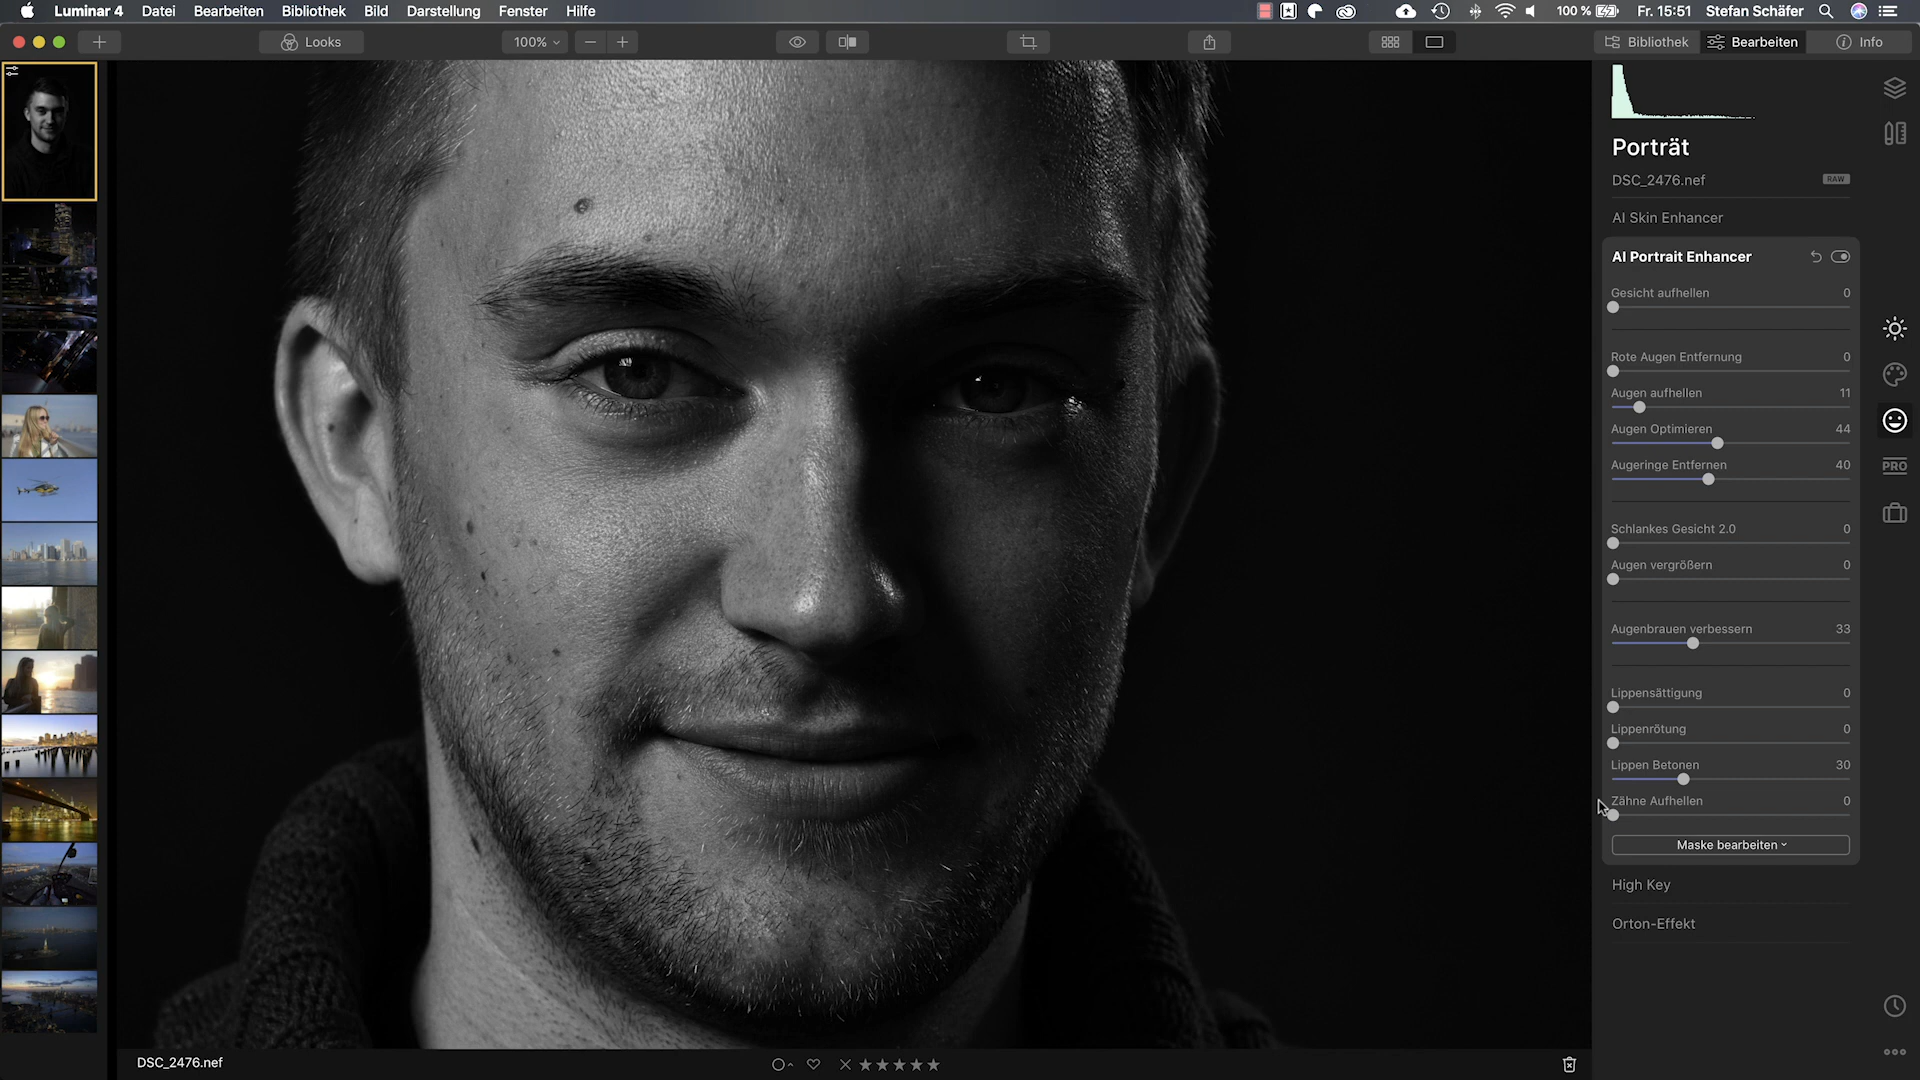 Luminar 4 Datei Bearbeiten Bibliothek Bild Darstellung Fenster Hilfe 100 % Fr. 15:51 Stefan Schäfer
Looks 100% Bibliothek Bearbeiten Info
Porträt
DSC_2476.nef RAW
AI Skin Enhancer
AI Portrait Enhancer
Gesicht aufhellen 0
Rote Augen Entfernung 0
Augen aufhellen 11
Augen Optimieren 44
Augeringe Entfernen 40
PRO
Schlankes Gesicht 2.0 0
Augen vergrößern 0
Augenbrauen verbessern 33
Lippensättigung 0
Lippenrötung 0
Lippen Betonen 30
Zähne Aufhellen 0
Maske bearbeiten
High Key
Orton-Effekt
DSC_2476.nef